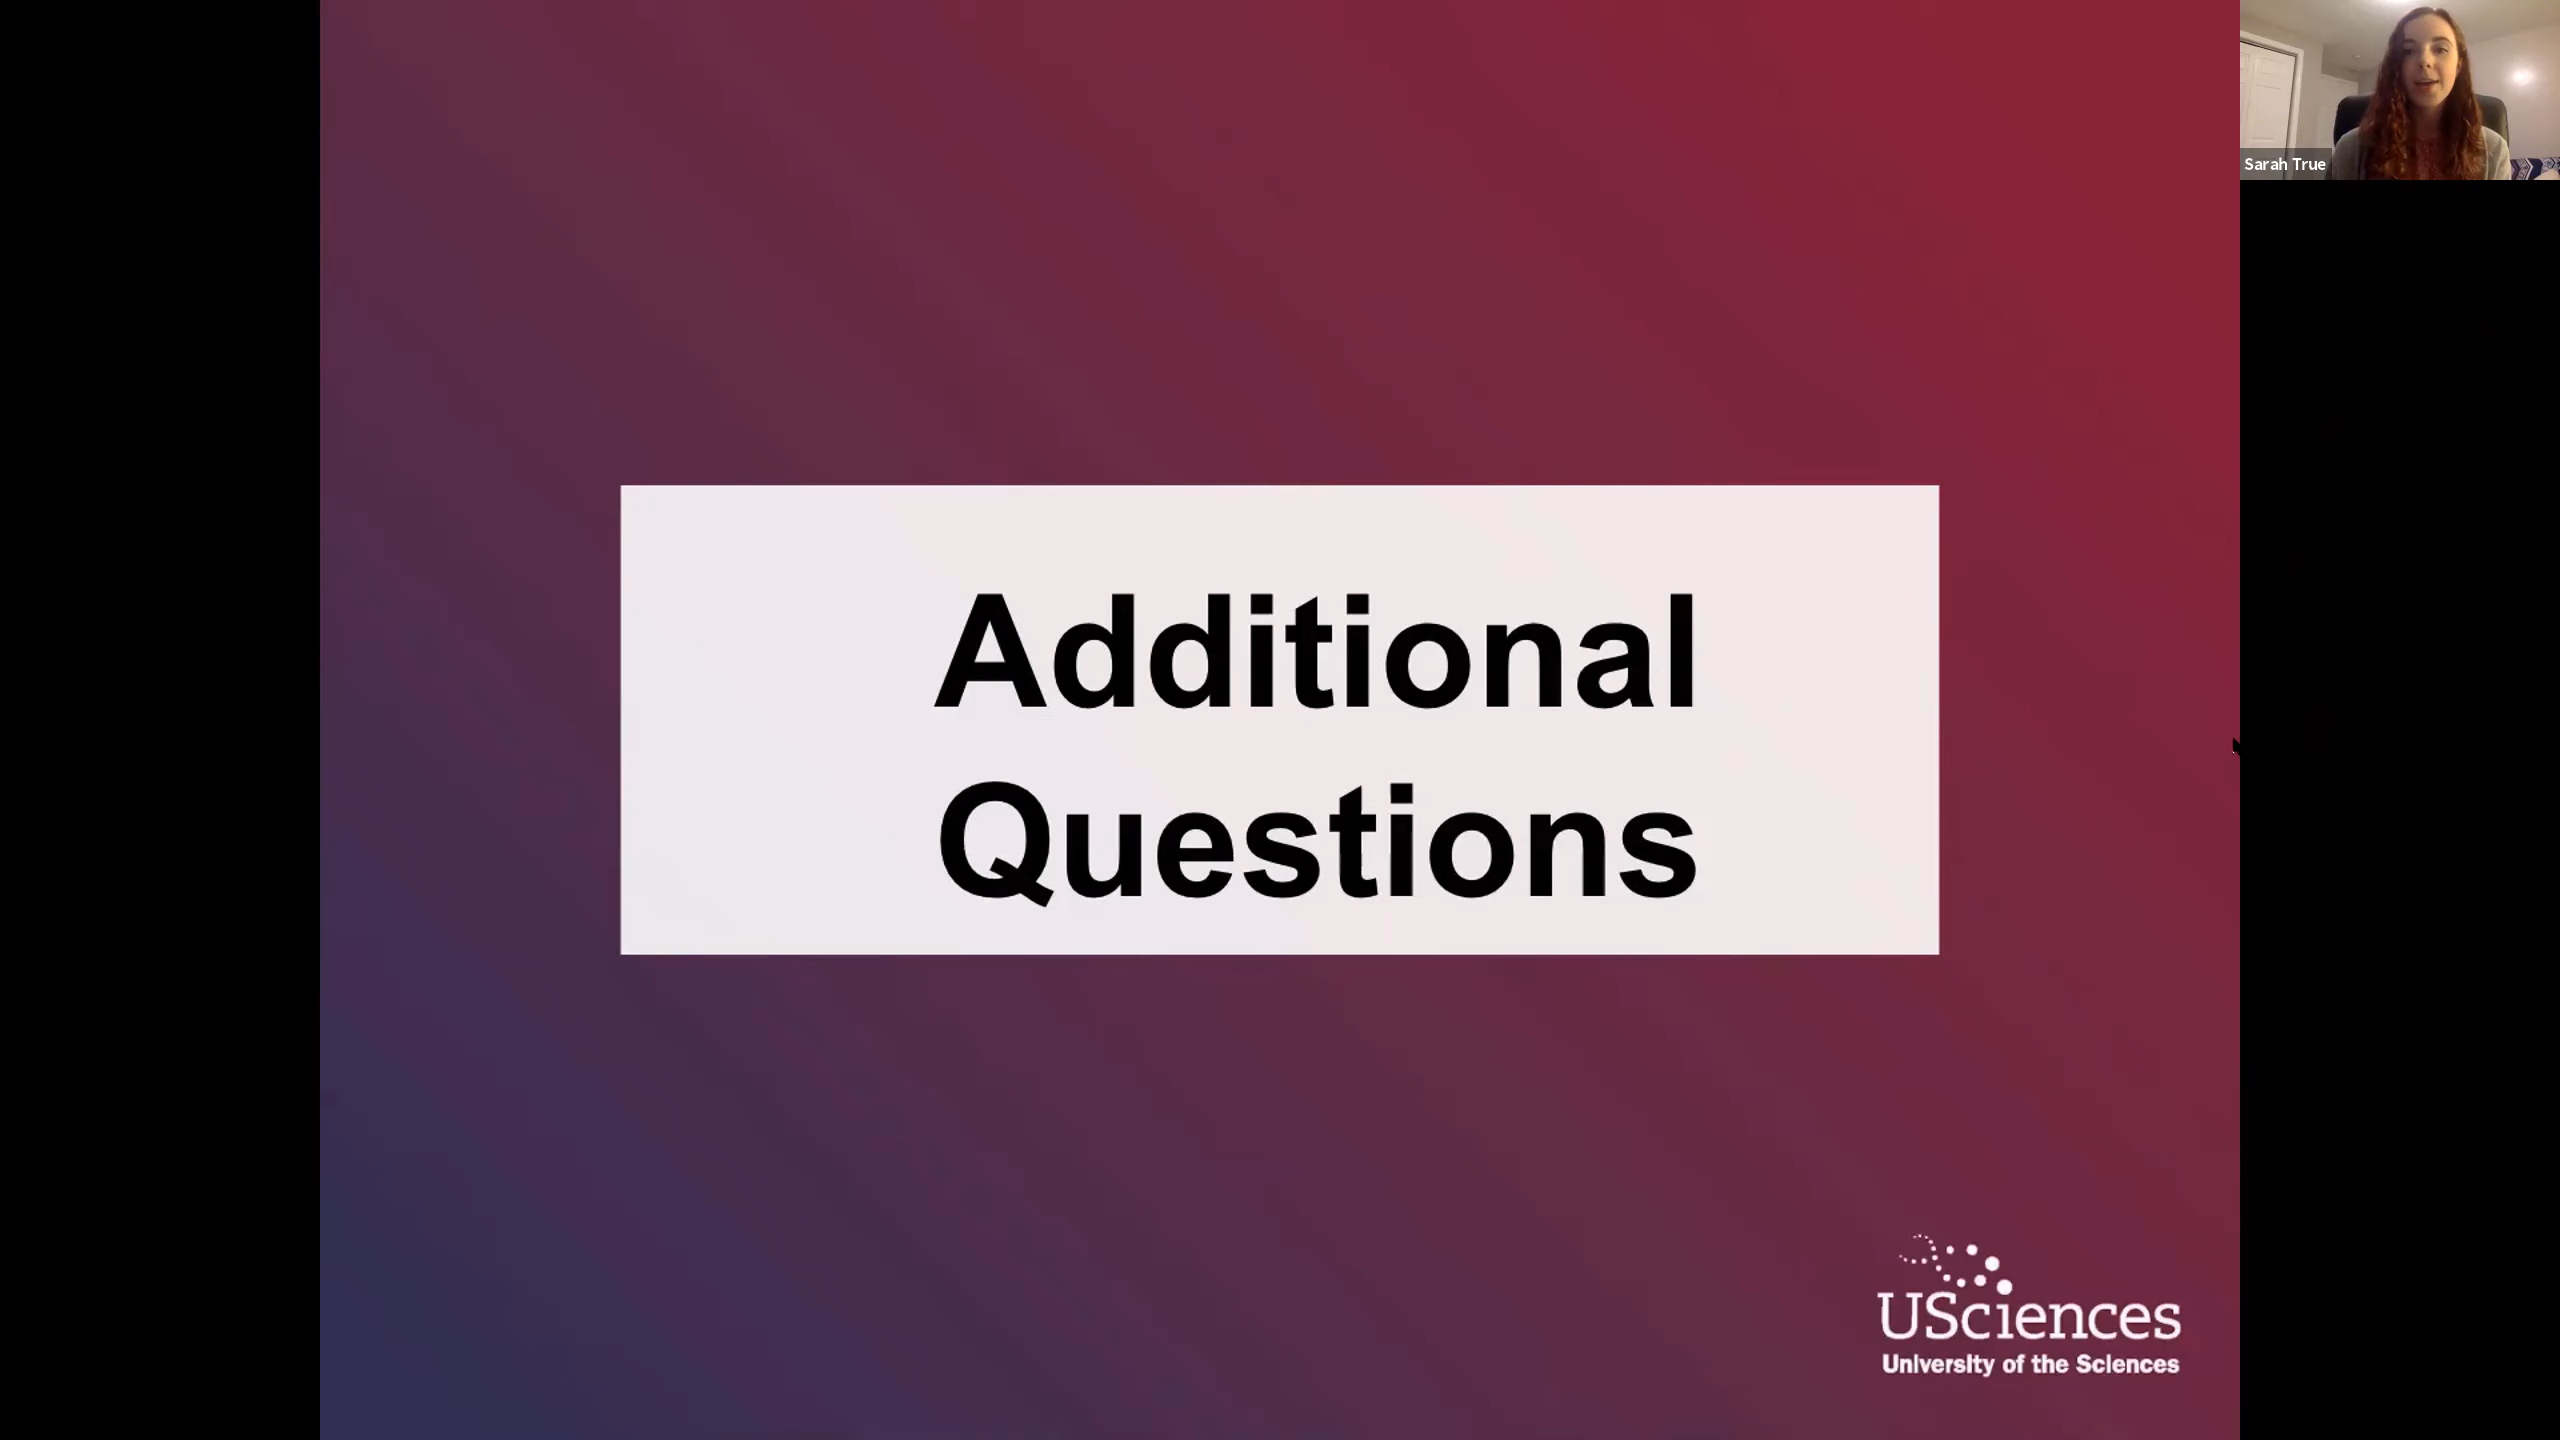 Sarah True
Additional
Questions
USciences
University of the Sciences